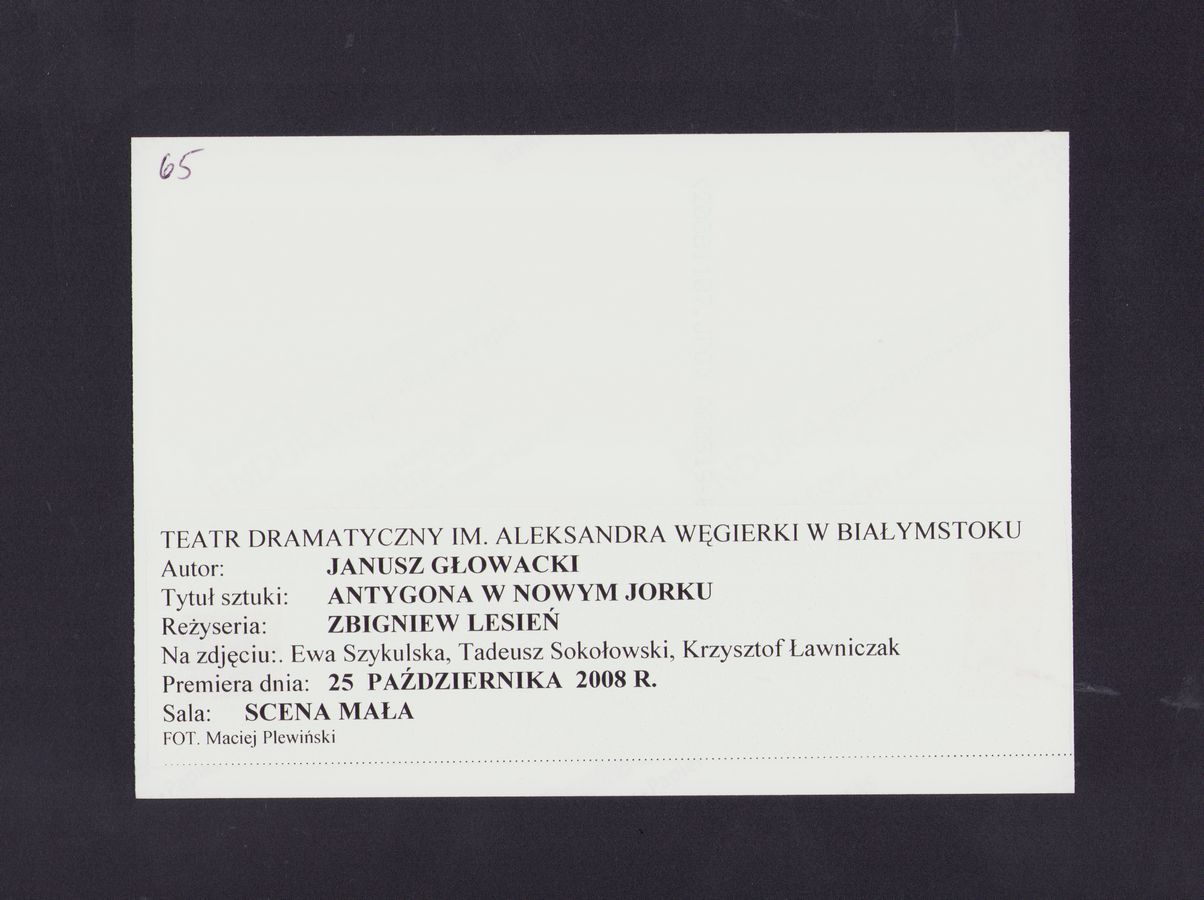 65
TEATR DRAMATYCZNY IM. ALEKSANDRA WĘGIERKI W BIAŁYMSTOKU
Autor: JANUSZ GŁOWACKI
Tytuł sztuki: ANTYGONA W NOWYM JORKU
Reżyseria: ZBIGNIEW LESIEŃ
Na zdjęciu:. Ewa Szykulska, Tadeusz Sokołowski, Krzysztof Ławniczak
Premiera dnia: 25 PAŹDZIERNIKA 2008 R.
Sala: SCENA MAŁA
FOT. Maciej Plewiński